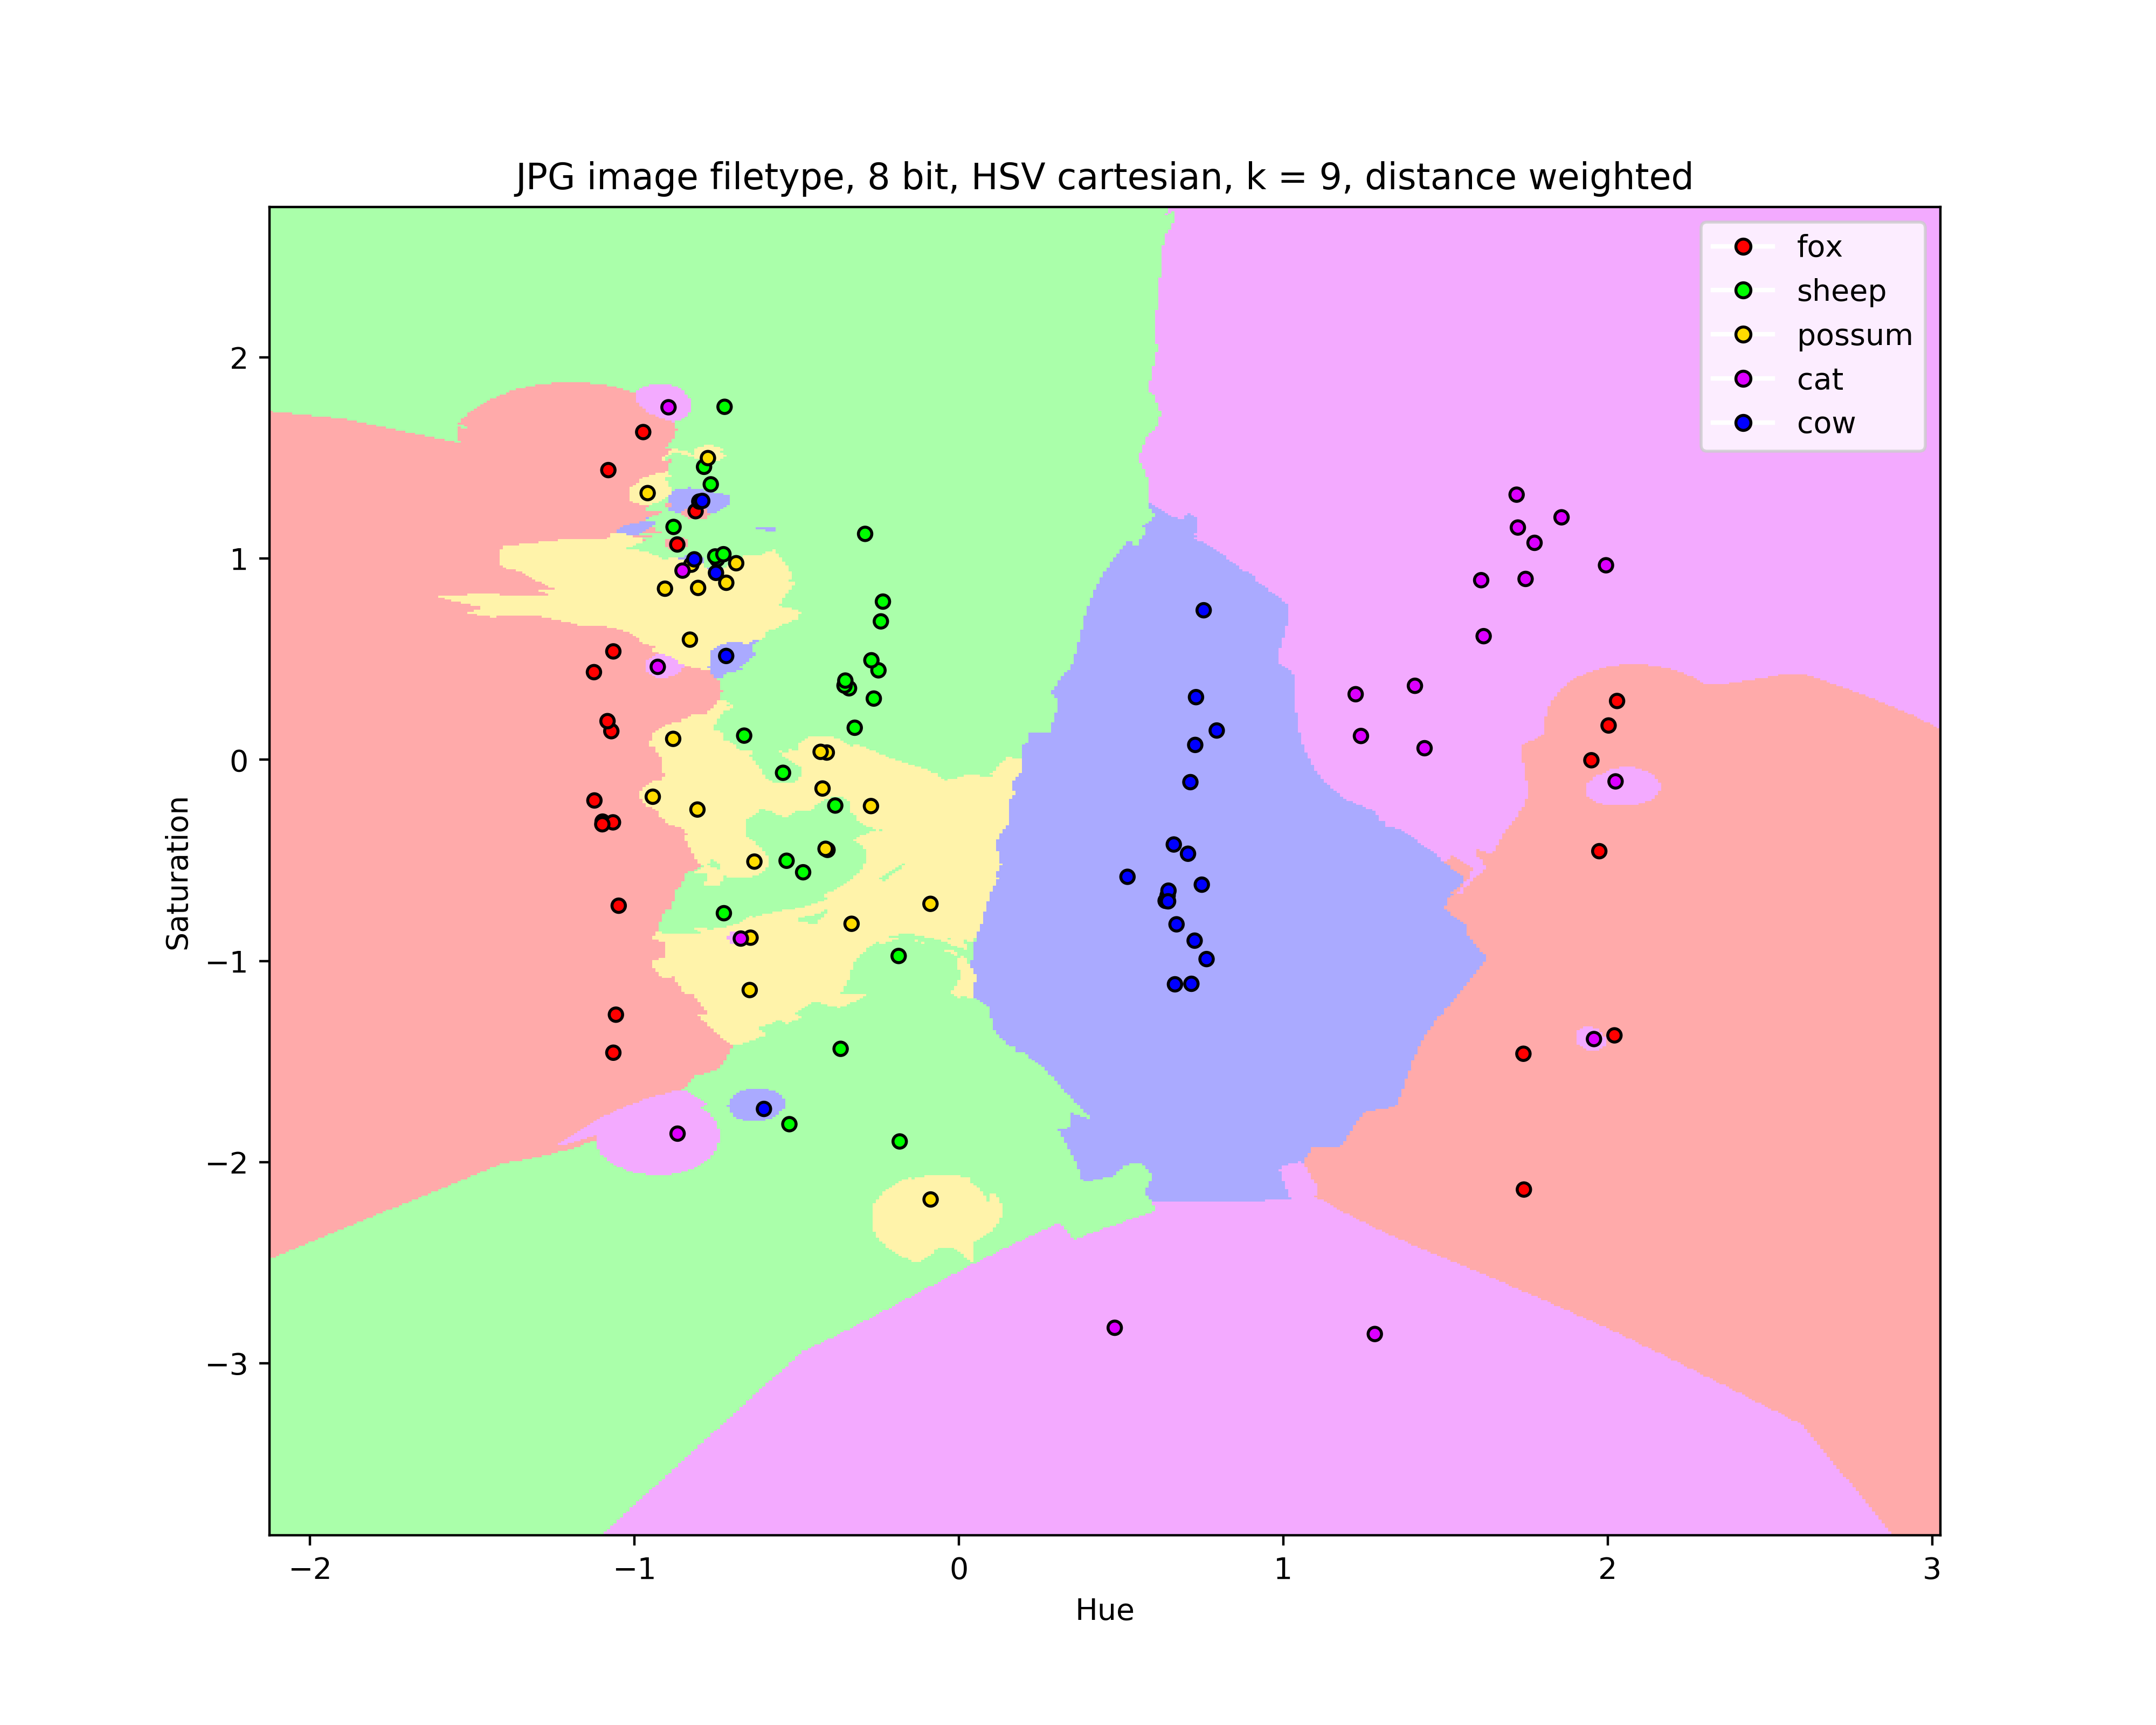 JPG image filetype, 8 bit, HSV cartesian, k = 9, distance weighted
fox
sheep
possum
cat
cow
2
1
0
−1
−2
−3
Saturation
−2
−1
0
1
2
3
Hue